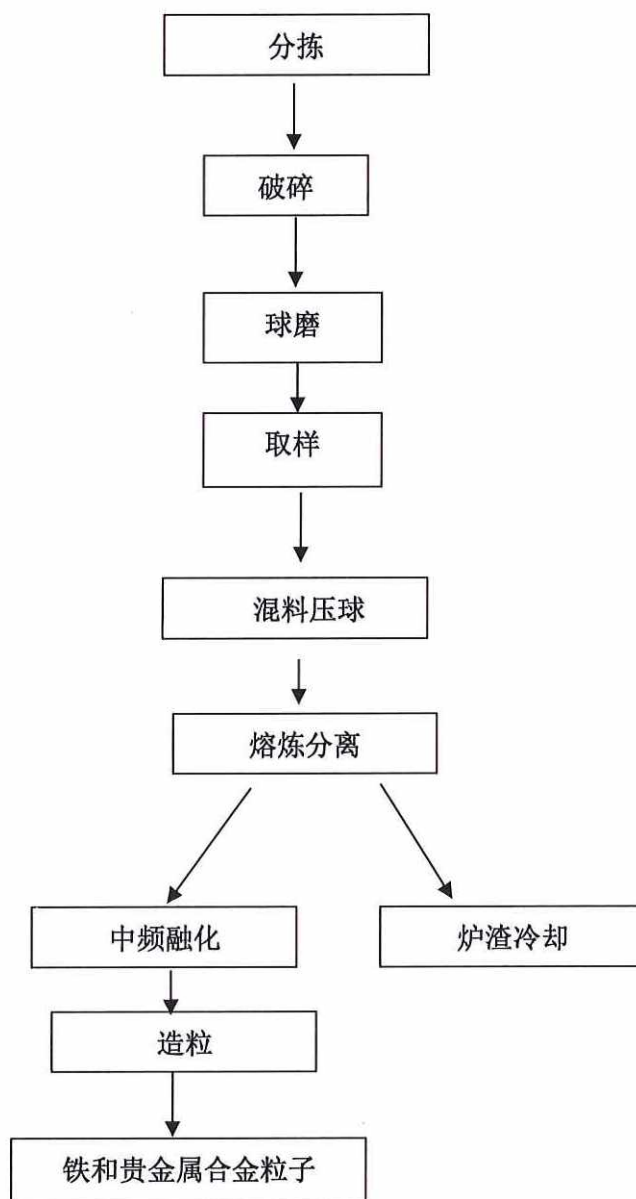 分拣
破碎
球磨
取样
混料压球
熔炼分离
中频融化
炉渣冷却
造粒
铁和贵金属合金粒子